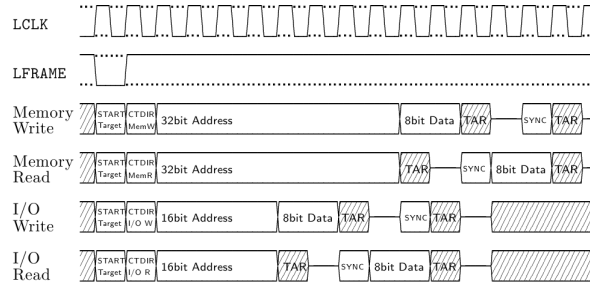 LCLK
LFRAME
Memory Write START Target CTDIR MemW 32bit Address 8bit Data TAR SYNC TAR
Memory Read START Target CTDIR MemR 32bit Address TAR SYNC 8bit Data TAR
I/O Write START Target CTDIR I/O W 16bit Address 8bit Data TAR SYNC TAR
I/O Read START Target CTDIR I/O R 16bit Address TAR SYNC 8bit Data TAR